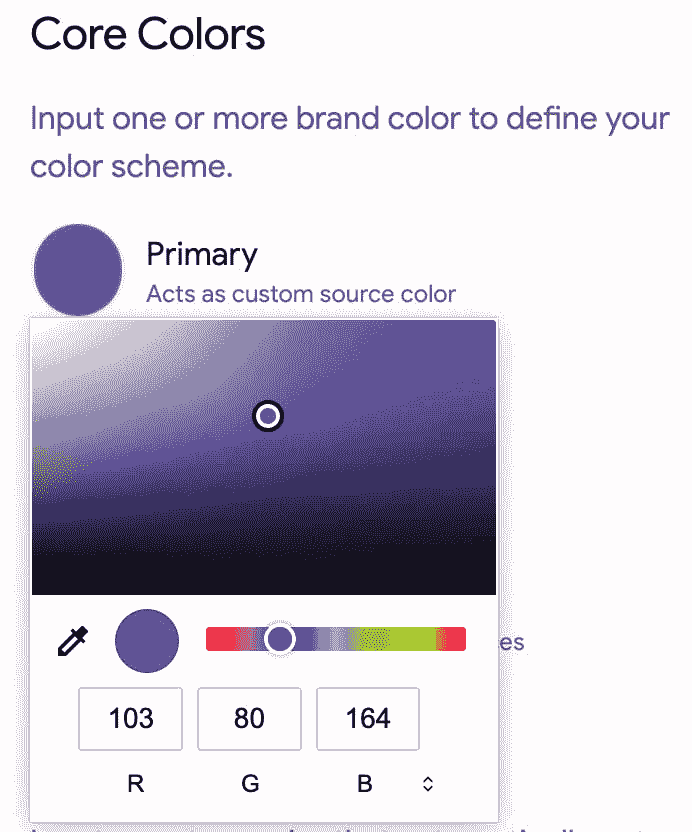 Core Colors
Input one or more brand color to define your
color scheme.
Primary
Acts as custom source color
es
103 80 164
R G B